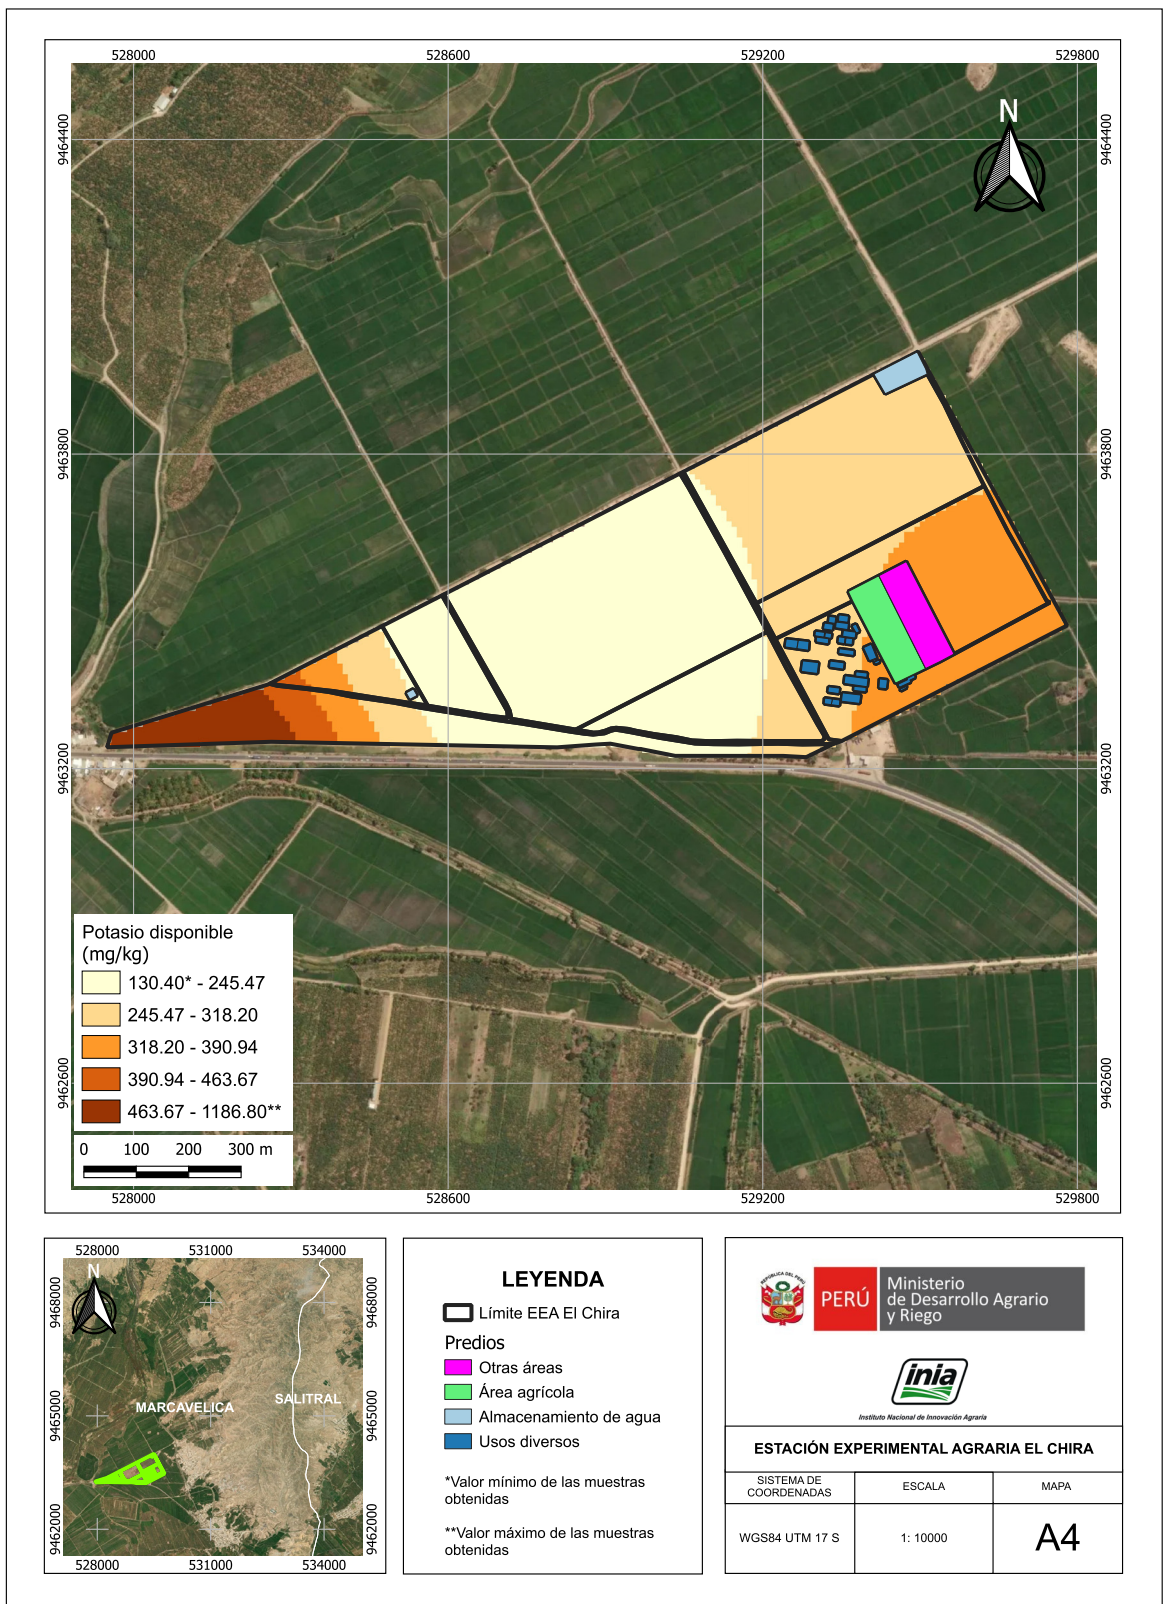 528000
528600
529200
529800
9464400
9464400
N
9463800
9463800
9463200
9463200
9462600
9462600
Potasio disponible
(mg/kg)
130.40* - 245.47
245.47 - 318.20
318.20 - 390.94
390.94 - 463.67
463.67 - 1186.80**
0 100 200 300 m
528000
528600
529200
529800
528000
531000
534000
N
9468000
9468000
MARCAVELICA
SALITRAL
9465000
9465000
9462000
9462000
528000
531000
534000
LEYENDA
Límite EEA El Chira
Predios
Otras áreas
Área agrícola
Almacenamiento de agua
Usos diversos
*Valor mínimo de las muestras
obtenidas
**Valor máximo de las muestras
obtenidas
REPÚBLICA DEL PERÚ
PERÚ
Ministerio
de Desarrollo Agrario
y Riego
inia
Instituto Nacional de Innovación Agraria
ESTACIÓN EXPERIMENTAL AGRARIA EL CHIRA
SISTEMA DE
COORDENADAS
ESCALA
MAPA
WGS84 UTM 17 S
1: 10000
A4